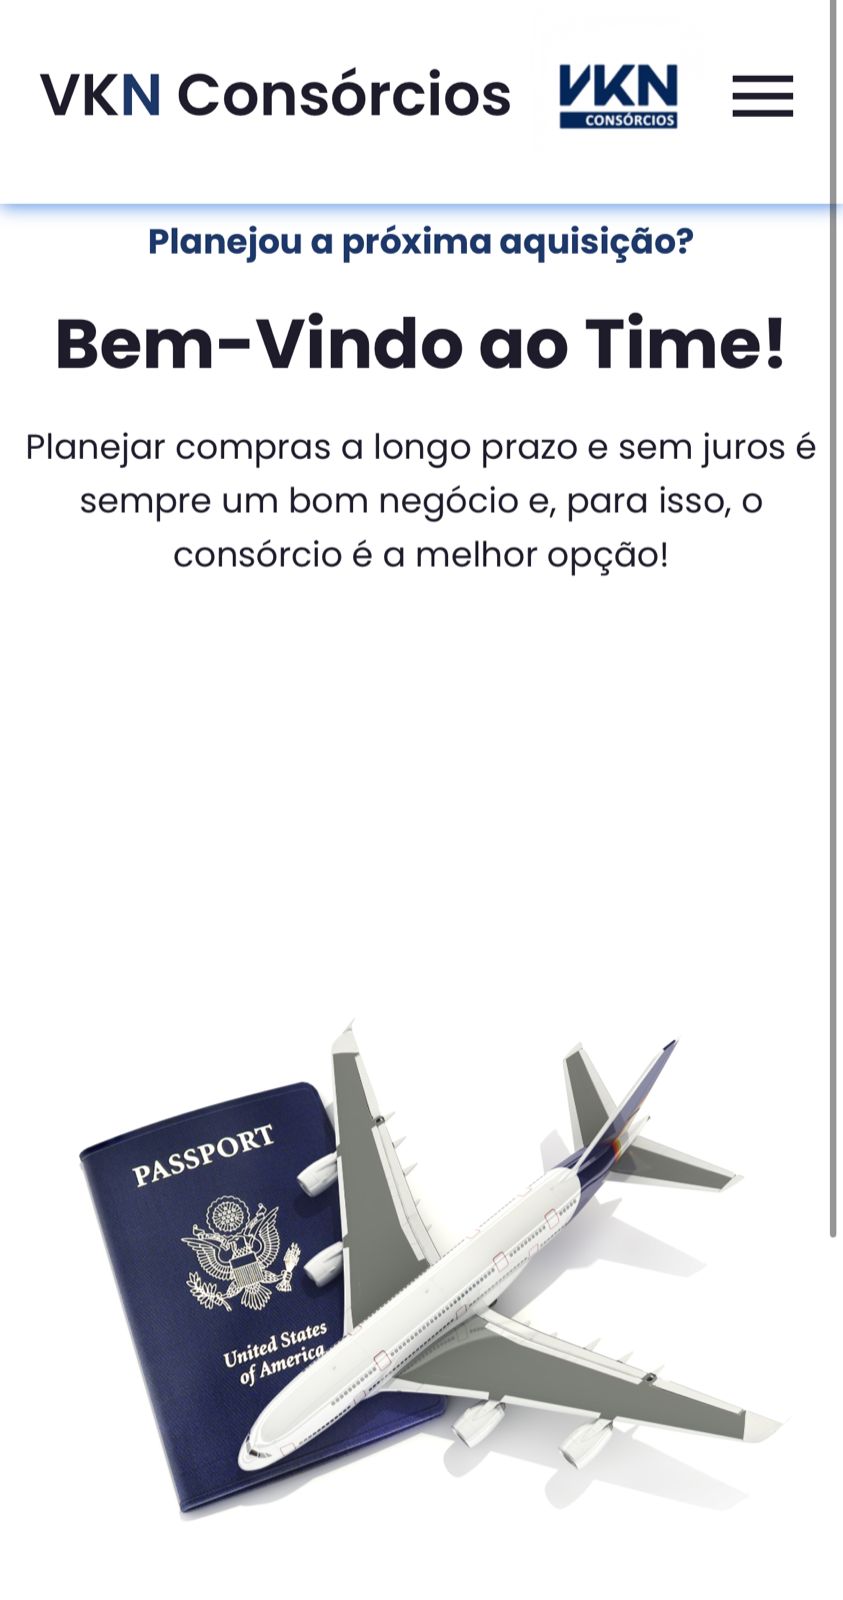 VKN Consórcios
VKN
CONSÓRCIOS
Planejou a próxima aquisição?
Bem-Vindo ao Time!
Planejar compras a longo prazo e sem juros é
sempre um bom negócio e, para isso, o
consórcio é a melhor opção!
PASSPORT
United States
of America